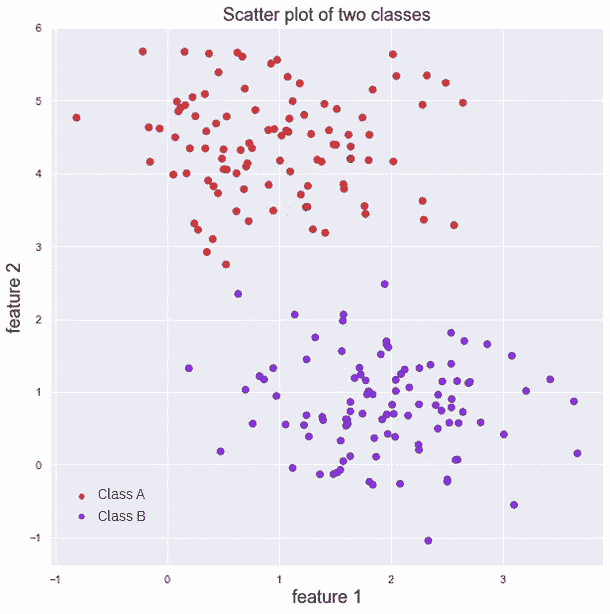 Scatter plot of two classes
6
5
4
3
2
1
0
−1
feature 2
Class A
Class B
−1 0 1 2 3
feature 1